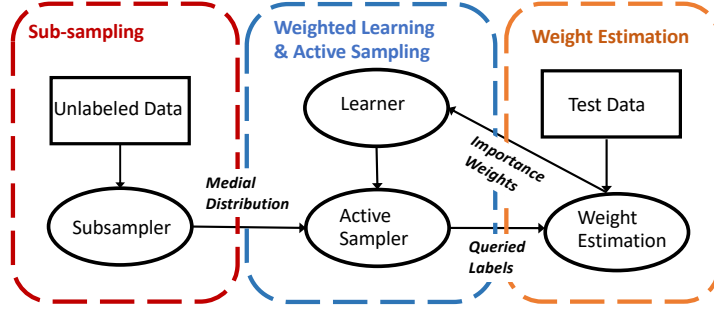 Sub-sampling
Weighted Learning
& Active Sampling
Weight Estimation
Unlabeled Data
Learner
Test Data
Importance
Weights
Medial
Distribution
Subsampler
Active
Sampler
Queried
Labels
Weight
Estimation